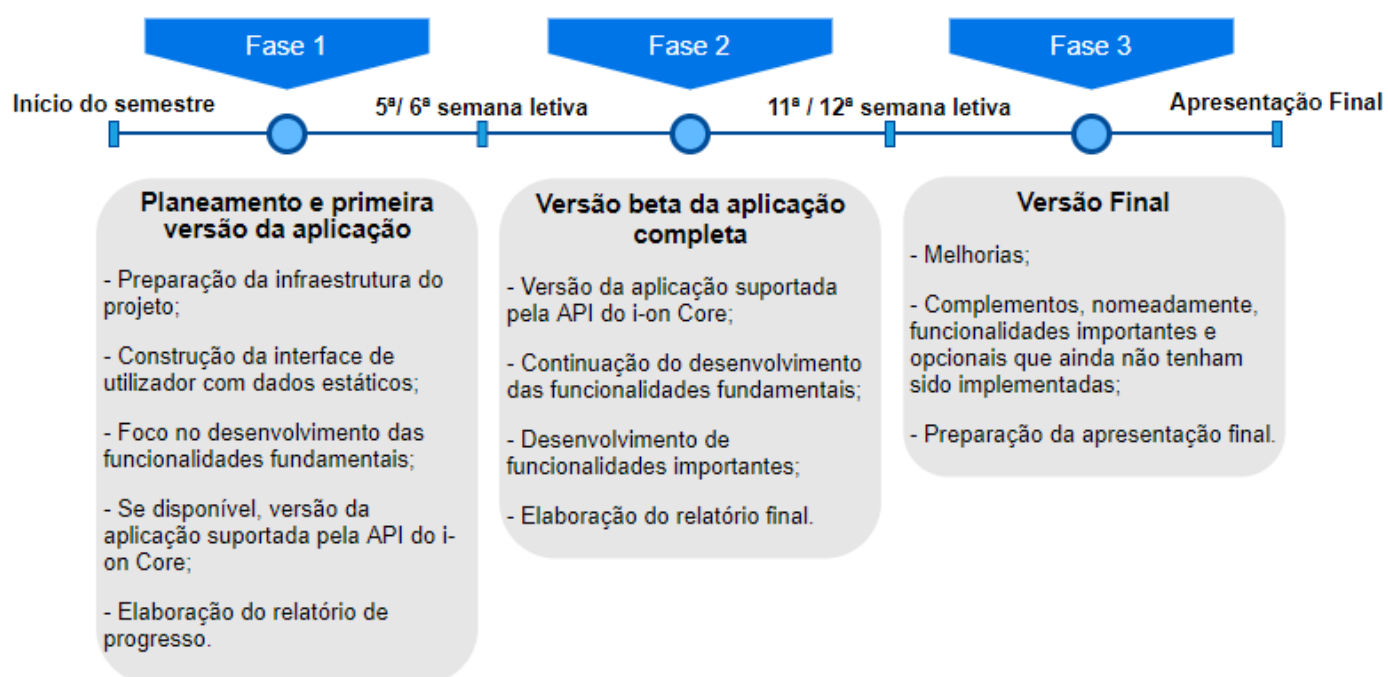 Fase 1
Fase 2
Fase 3
Início do semestre
5ª/ 6ª semana letiva
11ª / 12ª semana letiva
Apresentação Final
Planeamento e primeira
versão da aplicação
- Preparação da infraestrutura do
projeto;
- Construção da interface de
utilizador com dados estáticos;
- Foco no desenvolvimento das
funcionalidades fundamentais;
- Se disponível, versão da
aplicação suportada pela API do i-
on Core;
- Elaboração do relatório de
progresso.
Versão beta da aplicação
completa
- Versão da aplicação suportada
pela API do i-on Core;
- Continuação do desenvolvimento
das funcionalidades fundamentais;
- Desenvolvimento de
funcionalidades importantes;
- Elaboração do relatório final.
Versão Final
- Melhorias;
- Complementos, nomeadamente,
funcionalidades importantes e
opcionais que ainda não tenham
sido implementadas;
- Preparação da apresentação final.